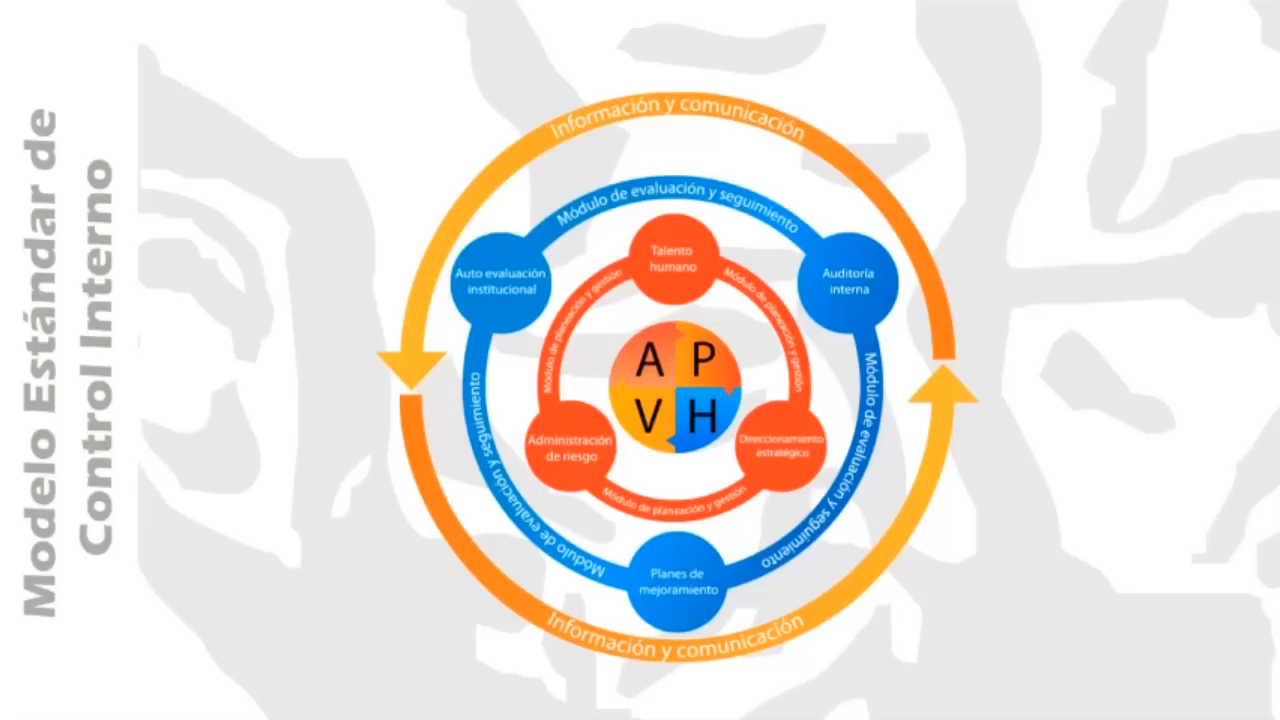 Modelo Estándar de
Control Interno
Información y comunicación
Módulo de evaluación y seguimiento
Talento
humano
Auto evaluación
institucional
Auditoría
interna
Módulo de planeación y gestión
Módulo de planeación y gestión
A P
V H
Módulo de evaluación y seguimiento
Módulo de evaluación y seguimiento
Administración
de riesgo
Direccionamiento
estratégico
Módulo de planeación y gestión
Planes de
mejoramiento
Información y comunicación